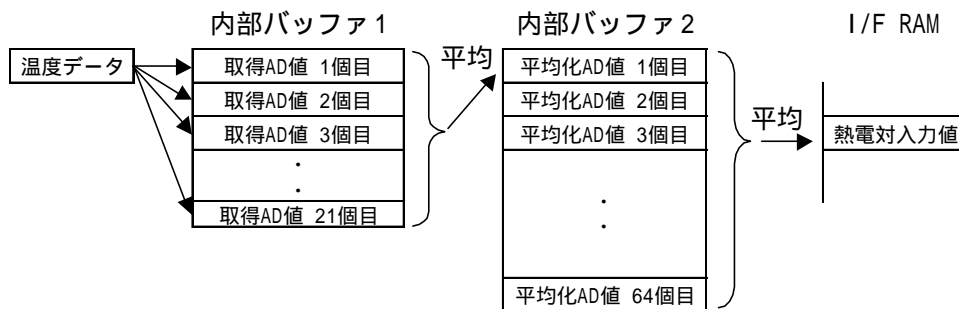 内部バッファ1
内部バッファ2
I/F RAM
温度データ
取得AD値 1個目
取得AD値 2個目
取得AD値 3個目
・
・
取得AD値 21個目
平均
平均化AD値 1個目
平均化AD値 2個目
平均化AD値 3個目
・
・
平均化AD値 64個目
平均
熱電対入力値